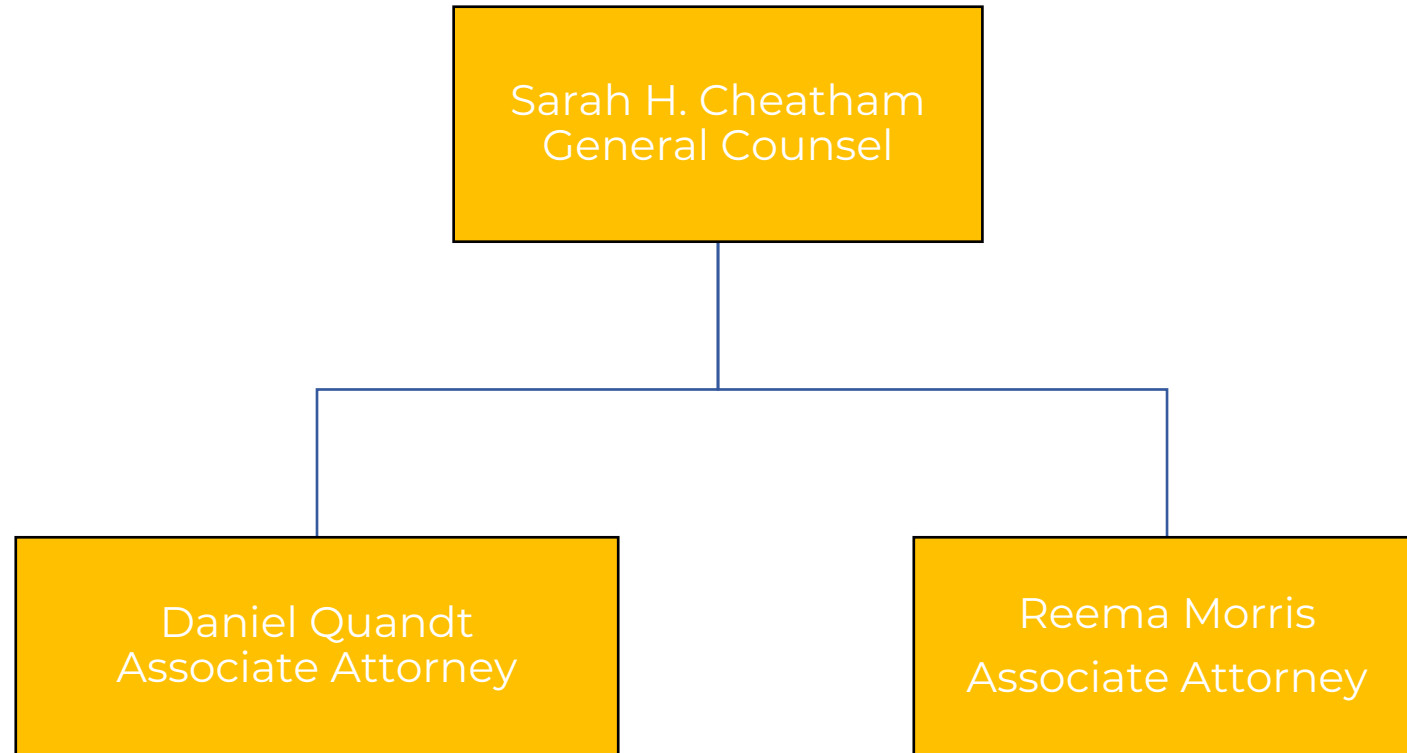 Sarah H. Cheatham
General Counsel
Daniel Quandt
Associate Attorney
Reema Morris
Associate Attorney